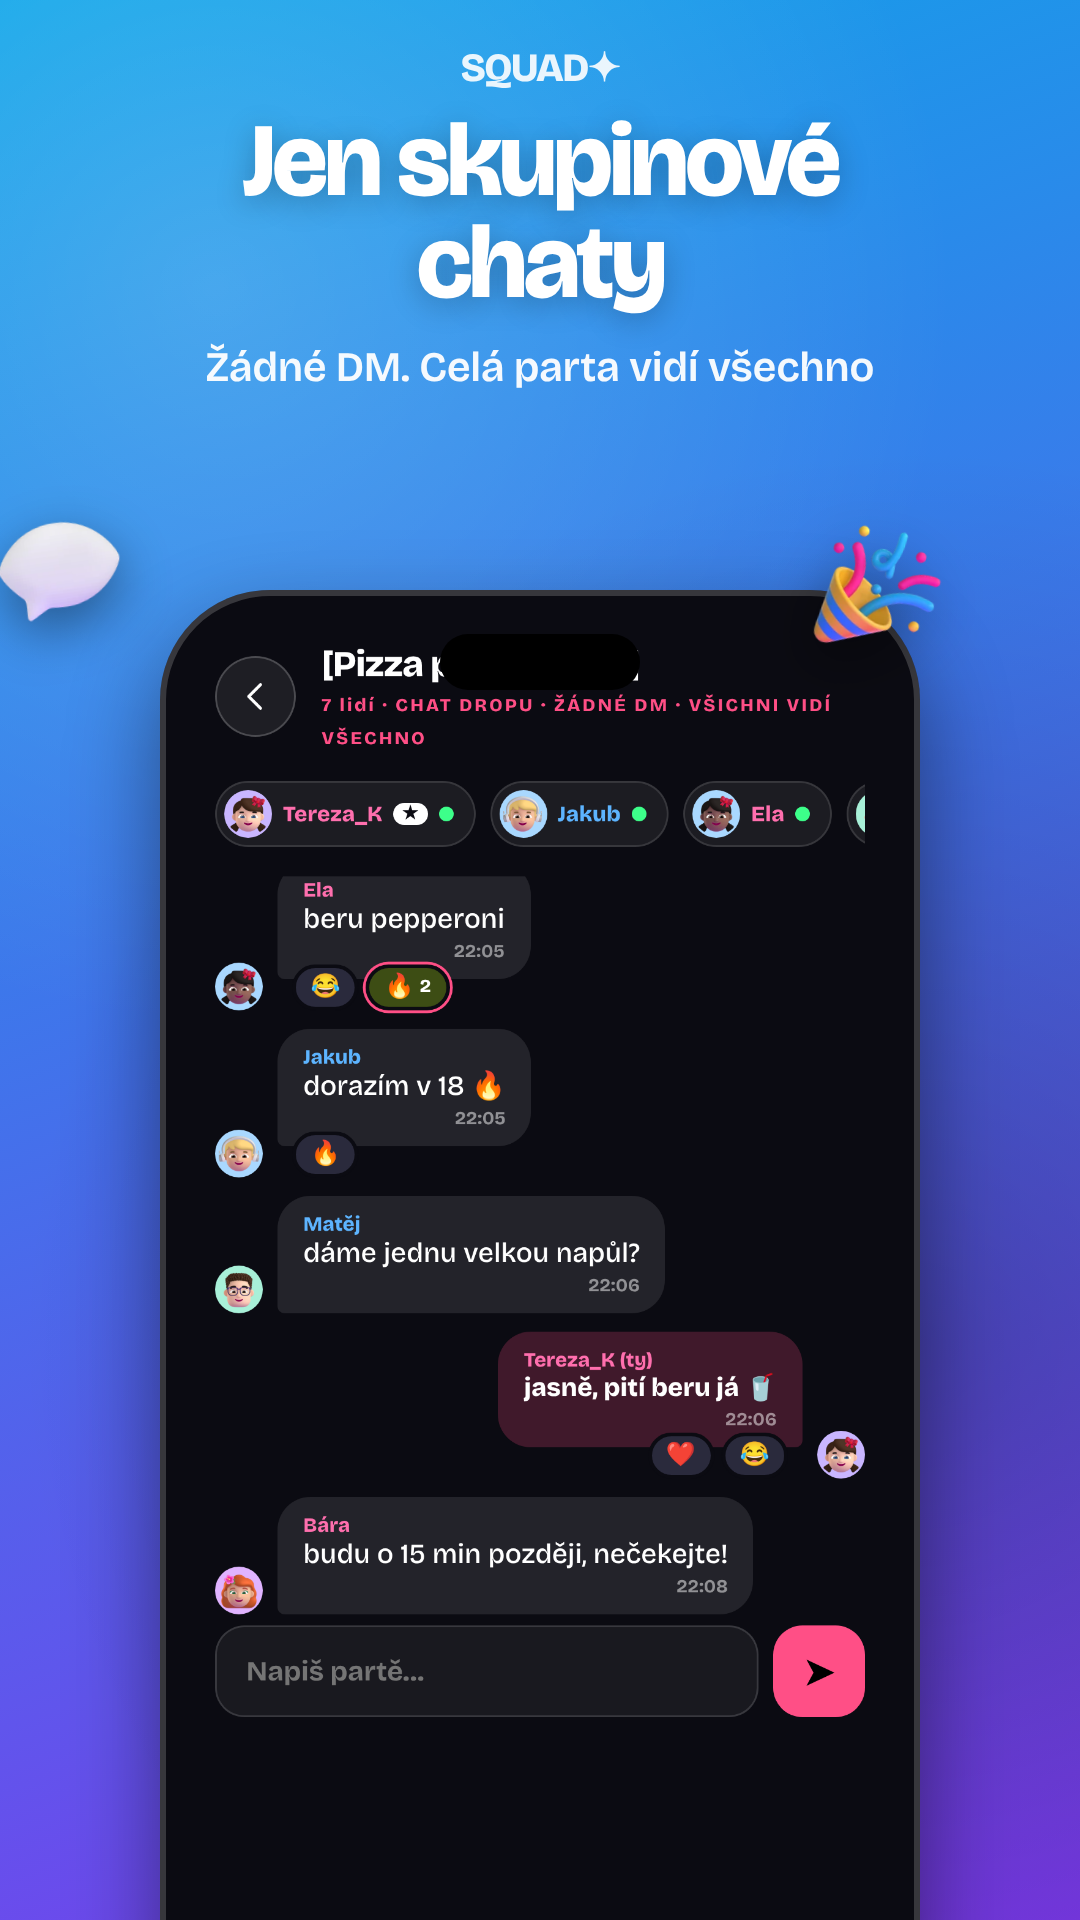 SQUAD
Jen skupinové
chaty
Žádné DM. Celá parta vidí všechno
[Pizza
7 lidí · CHAT DROPU · ŽÁDNÉ DM · VŠICHNI VIDÍ
VŠECHNO
Tereza_K ★ Jakub Ela
Ela
beru pepperoni
22:05
😂 🔥 2
Jakub
dorazím v 18 🔥
22:05
🔥
Matěj
dáme jednu velkou napůl?
22:06
Tereza_K (ty)
jasně, pití beru já 🥤
22:06
❤️ 😂
Bára
budu o 15 min později, nečekejte!
22:08
Napiš partě...